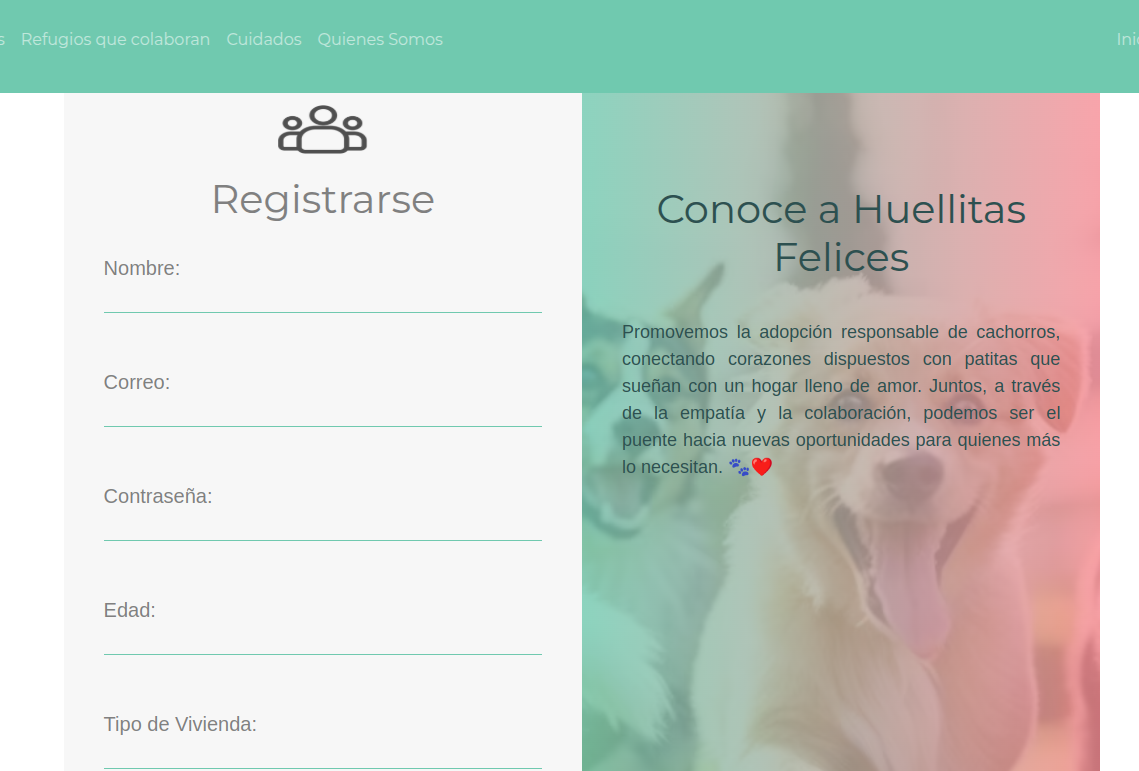 Refugios que colaboran Cuidados Quienes Somos
Registrarse
Nombre:
Correo:
Contraseña:
Edad:
Tipo de Vivienda:
Conoce a Huellitas
Felices
Promovemos la adopción responsable de cachorros,
conectando corazones dispuestos con patitas que
sueñan con un hogar lleno de amor. Juntos, a través
de la empatía y la colaboración, podemos ser el
puente hacia nuevas oportunidades para quienes más
lo necesitan. 🐾❤️